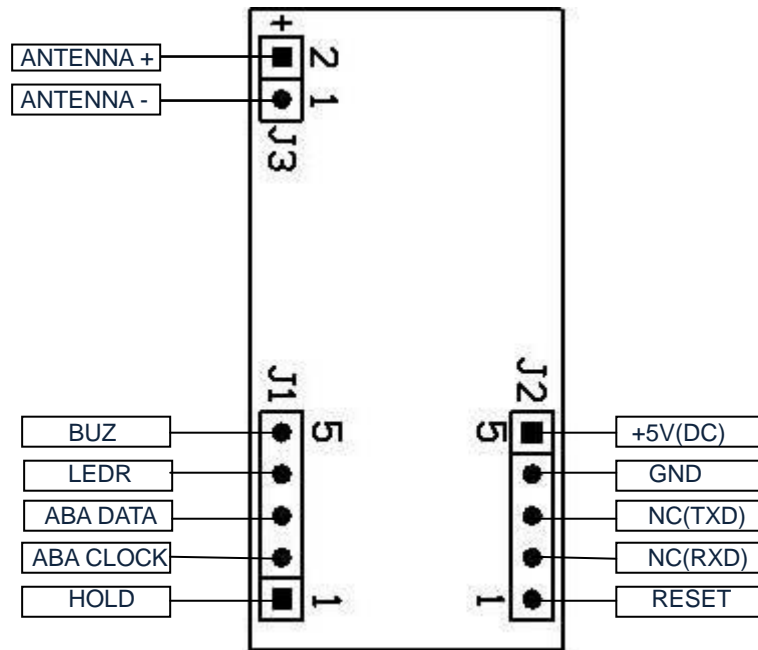 +
ANTENNA + 2
ANTENNA - 1
J3
J1 J2
BUZ 5 5 +5V(DC)
LEDR GND
ABA DATA NC(TXD)
ABA CLOCK NC(RXD)
HOLD 1 1 RESET